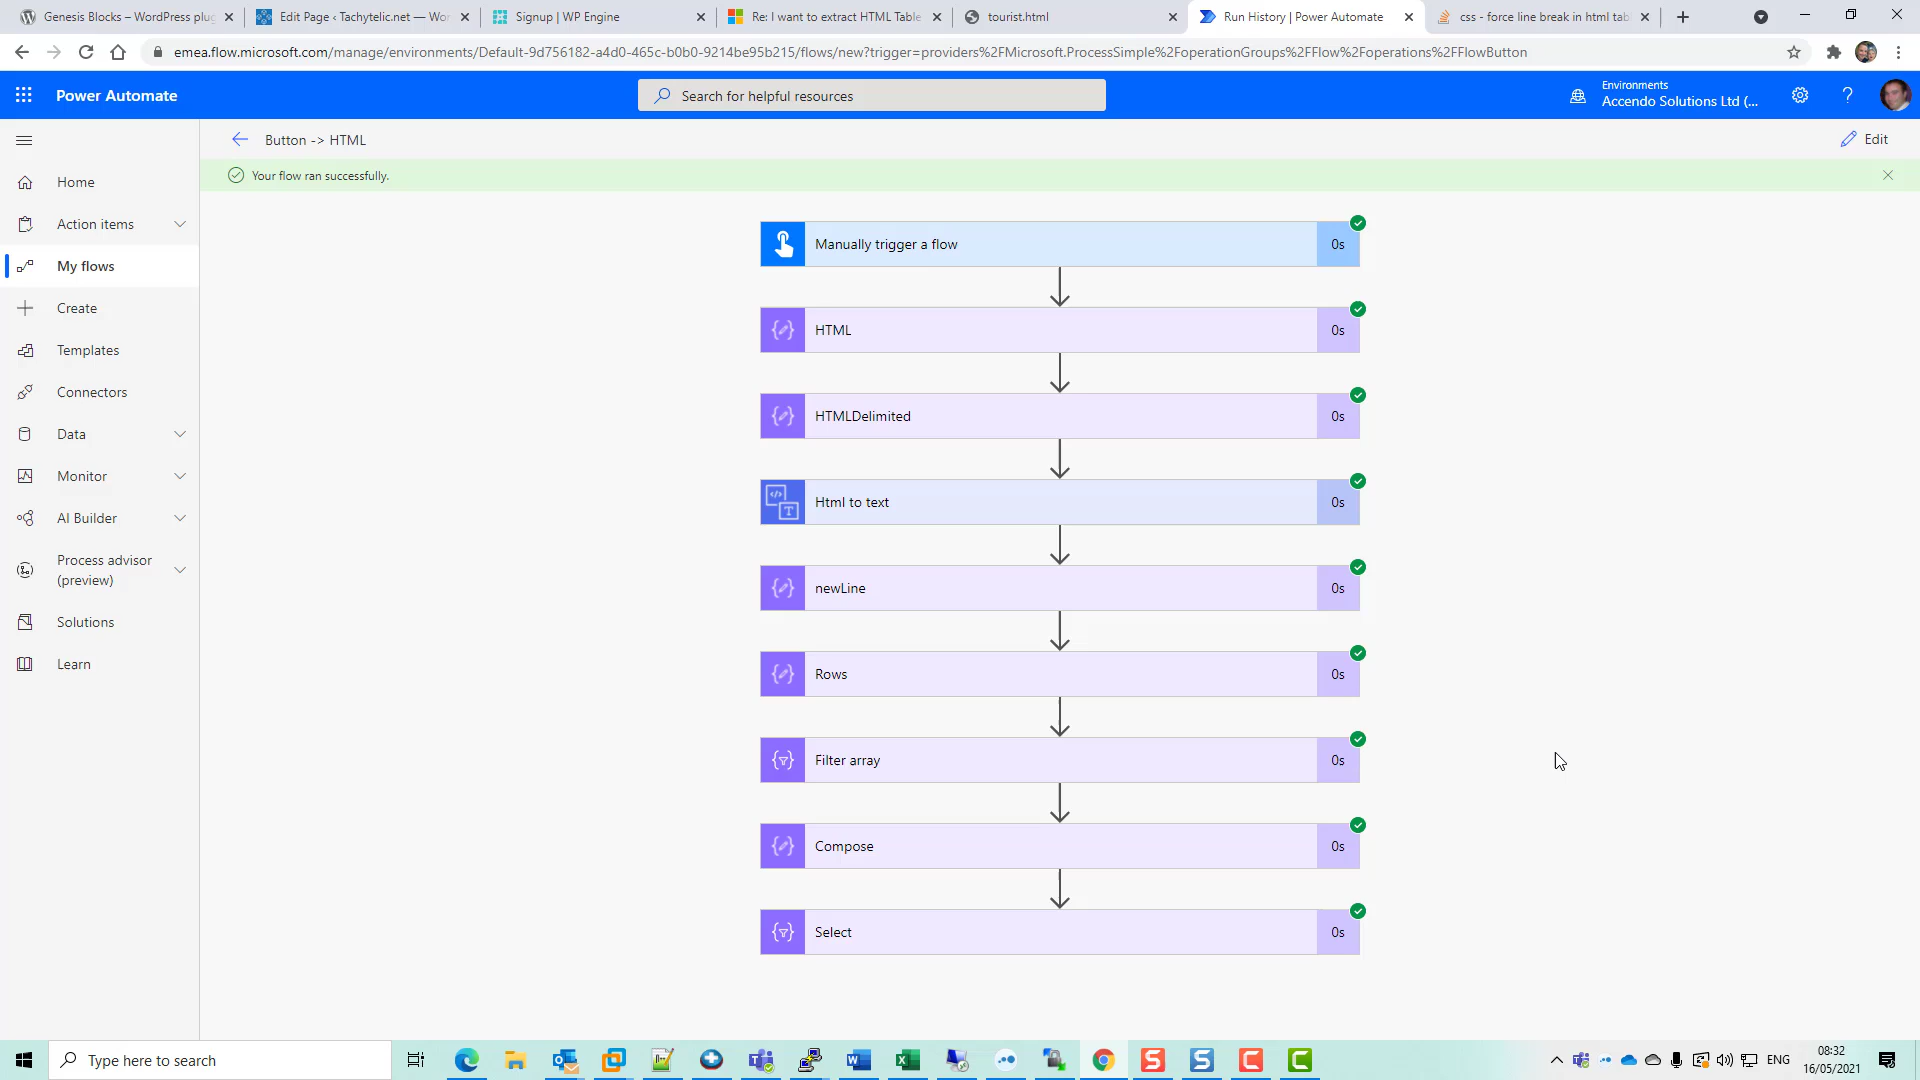 Genesis Blocks – WordPress plug
Edit Page ‹ Tachytelic.net — Wor
Signup | WP Engine
Re: I want to extract HTML Table
tourist.html
Run History | Power Automate
css - force line break in html tab
emea.flow.microsoft.com/manage/environments/Default-9d756182-a4d0-465c-b0b0-9214be95b215/flows/new?trigger=providers%2FMicrosoft.ProcessSimple%2FoperationGroups%2FFlow%2Foperations%2FFlowButton
Power Automate
Search for helpful resources
Environments
Accendo Solutions Ltd (...
Button -> HTML
Edit
Your flow ran successfully.
Home
Action items
My flows
Create
Templates
Connectors
Data
Monitor
AI Builder
Process advisor
(preview)
Solutions
Learn
Manually trigger a flow 0s
HTML 0s
HTMLDelimited 0s
Html to text 0s
newLine 0s
Rows 0s
Filter array 0s
Compose 0s
Select 0s
Type here to search
ENG
08:32
16/05/2021